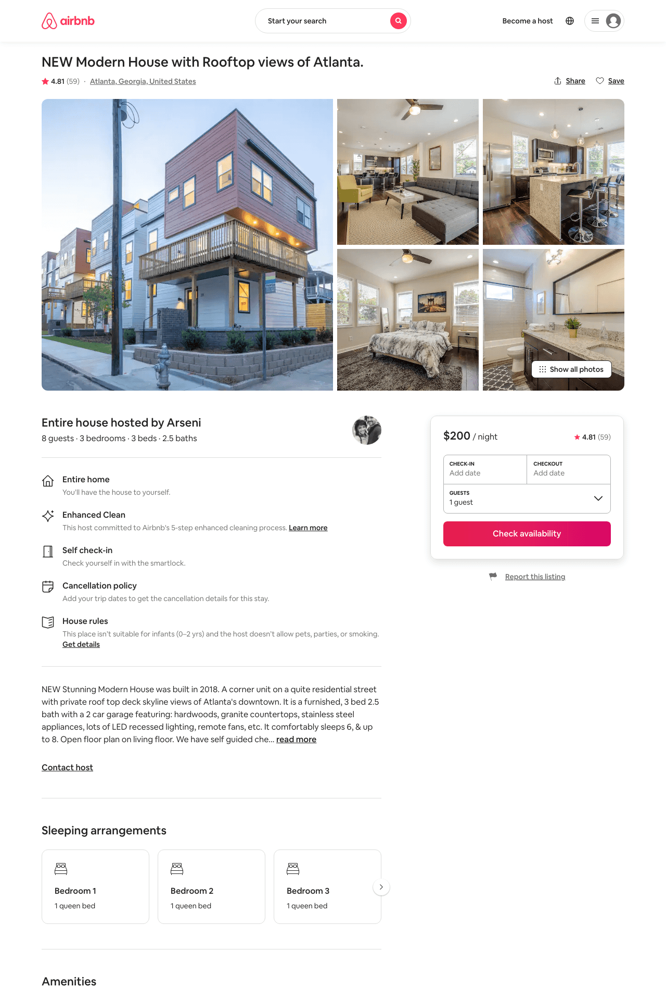 airbnb
Start your search
Become a host
NEW Modern House with Rooftop views of Atlanta.
4.81 (59) · Atlanta, Georgia, United States
Share
Save
Show all photos
Entire house hosted by Arseni
8 guests · 3 bedrooms · 3 beds · 2.5 baths
$200 / night
4.81 (59)
CHECK-IN
Add date
CHECKOUT
Add date
GUESTS
1 guest
Check availability
Report this listing
Entire home
You’ll have the house to yourself.
Enhanced Clean
This host committed to Airbnb's 5-step enhanced cleaning process. Learn more
Self check-in
Check yourself in with the smartlock.
Cancellation policy
Add your trip dates to get the cancellation details for this stay.
House rules
This place isn’t suitable for infants (0–2 yrs) and the host doesn’t allow pets, parties, or smoking.
Get details
NEW Stunning Modern House was built in 2018. A corner unit on a quite residential street
with private roof top deck skyline views of Atlanta's downtown. It is a furnished, 3 bed 2.5
bath with a 2 car garage featuring: hardwoods, granite countertops, stainless steel
appliances, lots of LED recessed lighting, remote fans, etc. It comfortably sleeps 6, & up
to 8. Open floor plan on living floor. We have self guided che… read more
Contact host
Sleeping arrangements
Bedroom 1
1 queen bed
Bedroom 2
1 queen bed
Bedroom 3
1 queen bed
Amenities